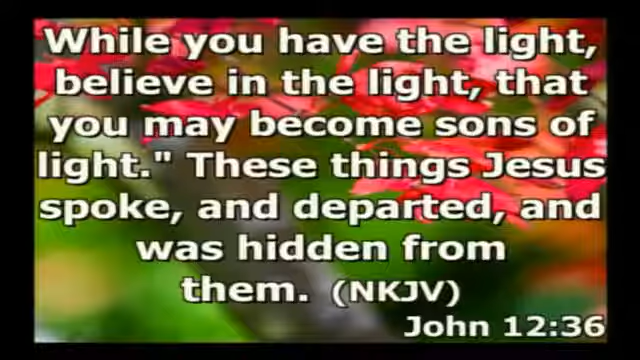 While you have the light,
believe in the light, that
you may become sons of
light." These things Jesus
spoke, and departed, and
was hidden from
them. (NKJV)
John 12:36